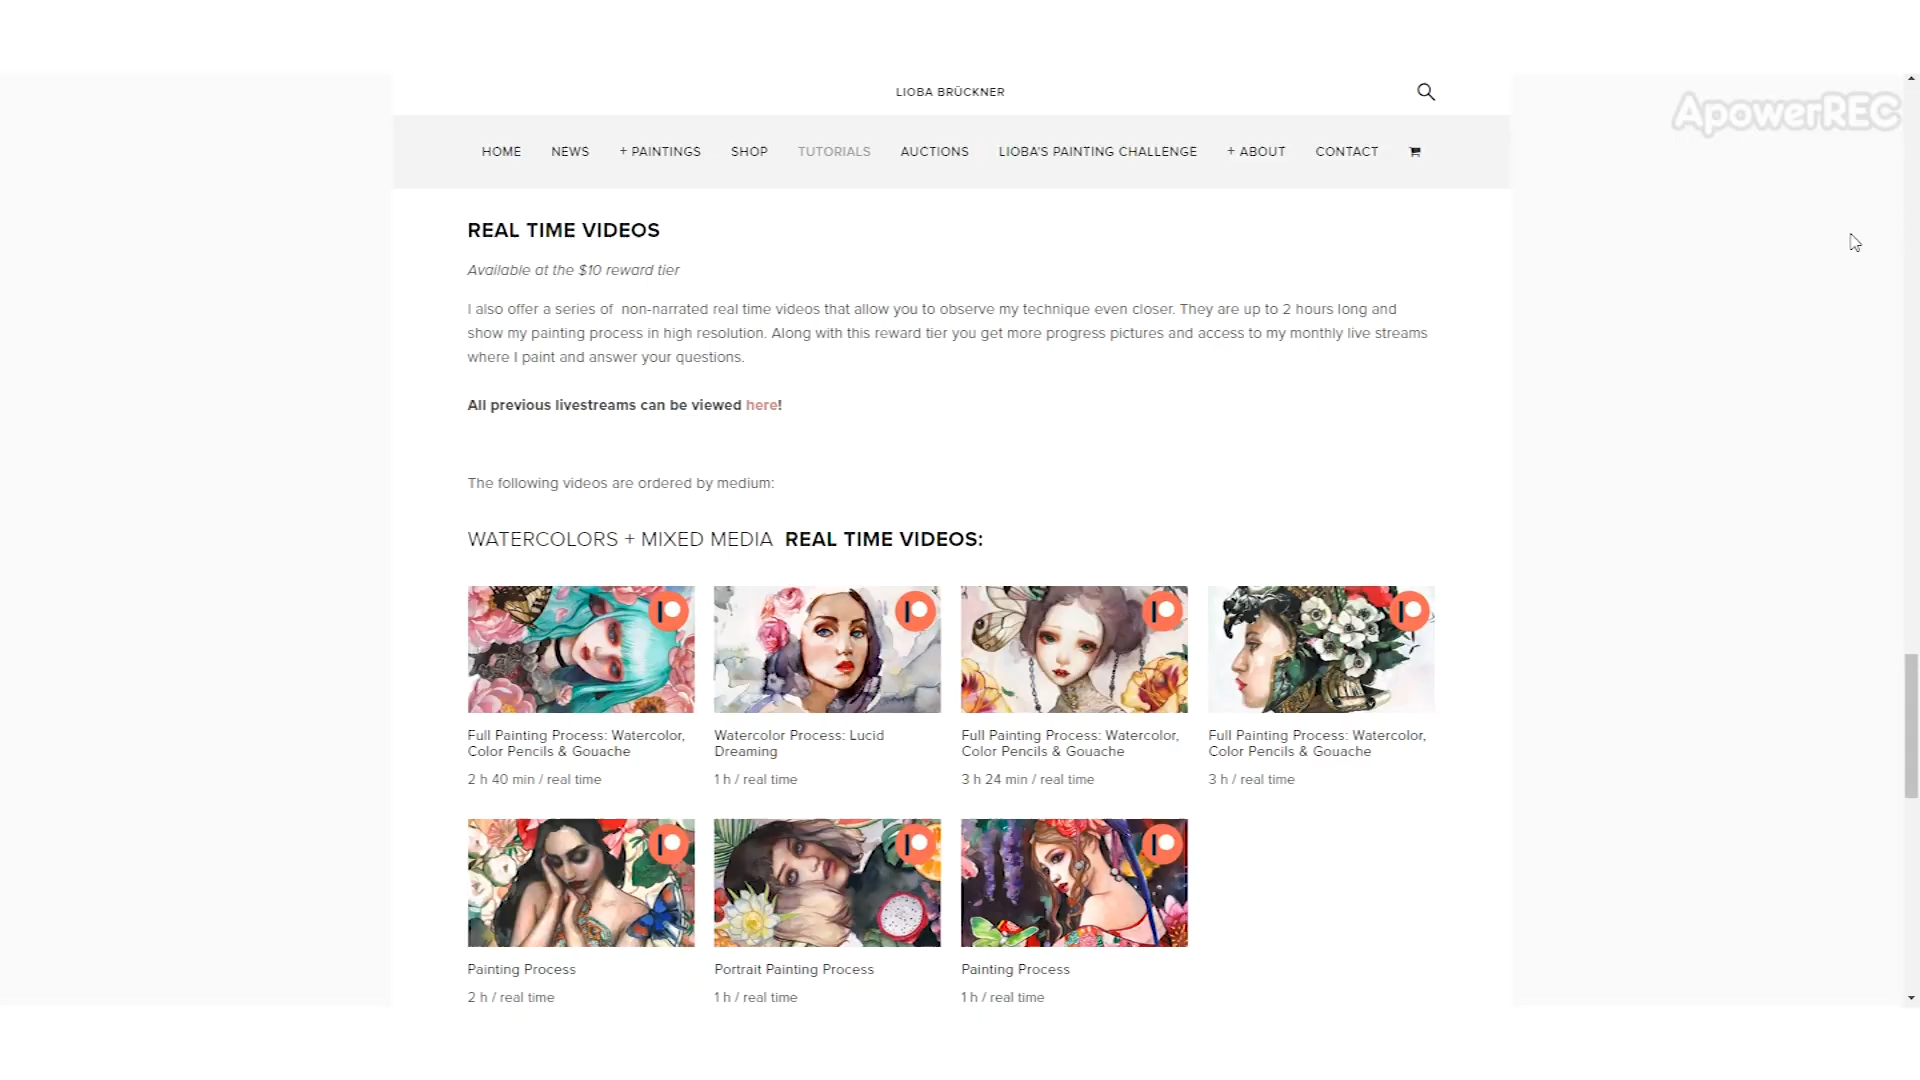 LIOBA BRÜCKNER
ApowerREC
HOME NEWS + PAINTINGS SHOP TUTORIALS AUCTIONS LIOBA'S PAINTING CHALLENGE + ABOUT CONTACT
REAL TIME VIDEOS
Available at the $10 reward tier
I also offer a series of non-narrated real time videos that allow you to observe my technique even closer. They are up to 2 hours long and
show my painting process in high resolution. Along with this reward tier you get more progress pictures and access to my monthly live streams
where I paint and answer your questions.
All previous livestreams can be viewed here!
The following videos are ordered by medium:
WATERCOLORS + MIXED MEDIA REAL TIME VIDEOS:
Full Painting Process: Watercolor,
Color Pencils & Gouache
2 h 40 min / real time
Watercolor Process: Lucid
Dreaming
1 h / real time
Full Painting Process: Watercolor,
Color Pencils & Gouache
3 h 24 min / real time
Full Painting Process: Watercolor,
Color Pencils & Gouache
3 h / real time
Painting Process
2 h / real time
Portrait Painting Process
1 h / real time
Painting Process
1 h / real time